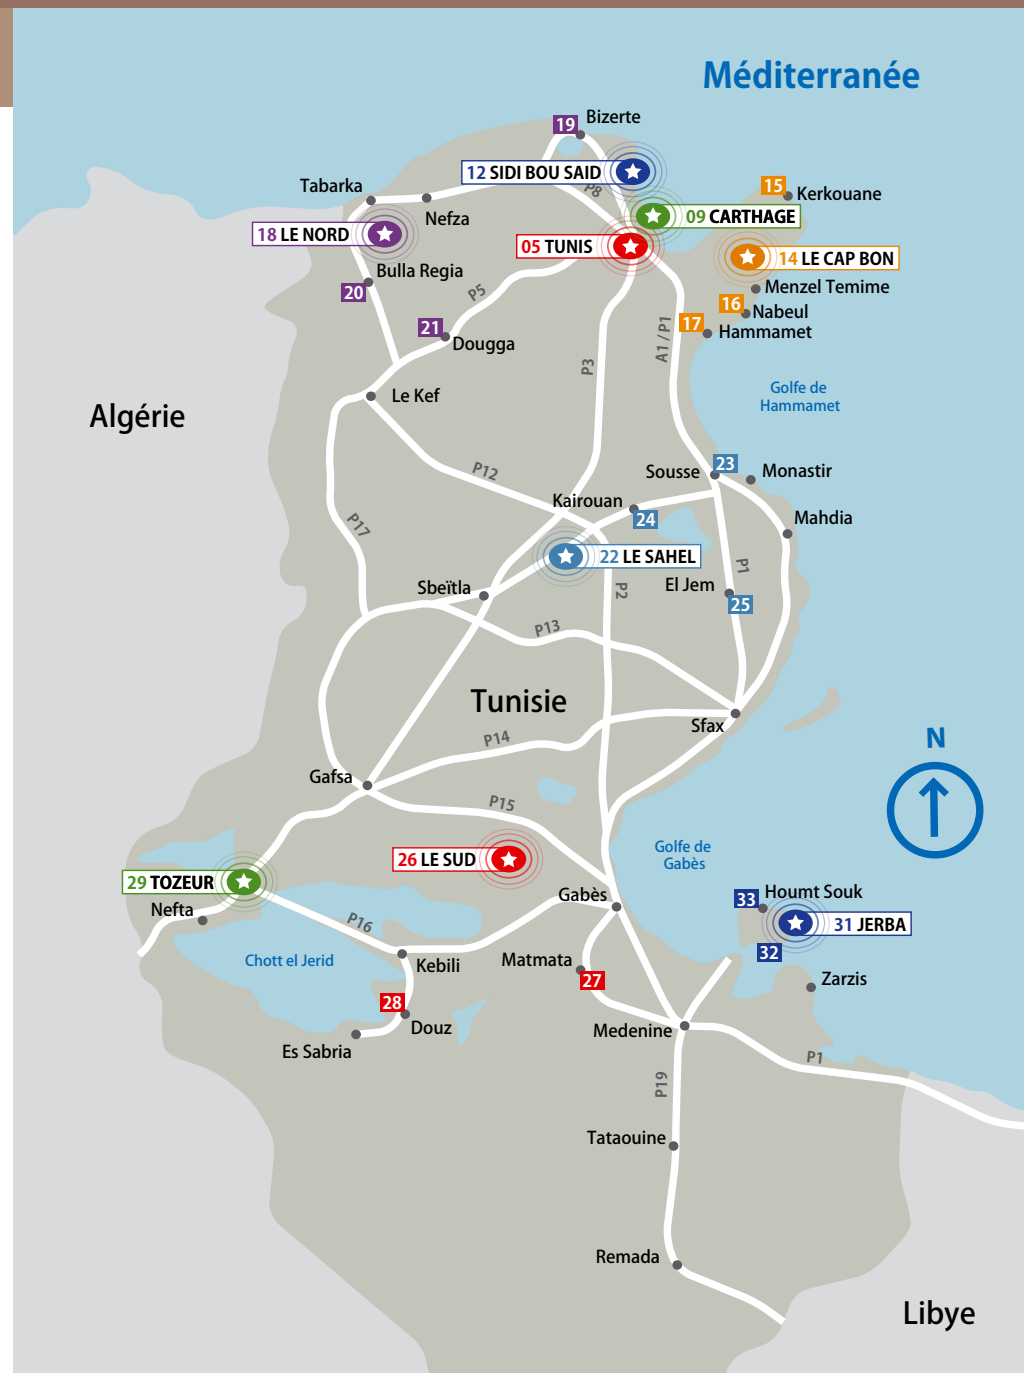 Méditerranée
19
Bizerte
12 SIDI BOU SAID
P8
Tabarka
Nefza
15
Kerkouane
09 CARTHAGE
18 LE NORD
05 TUNIS
14 LE CAP BON
Bulla Regia
20
P5
Menzel Temime
16
Nabeul
17
Hammamet
21
Dougga
A1 / P1
P3
Golfe de
Hammamet
Le Kef
Algérie
P12
Sousse
23
Monastir
Kairouan
24
Mahdia
P17
22 LE SAHEL
P1
Sbeïtla
P2
El Jem
25
P13
Tunisie
Sfax
P14
N
Gafsa
P15
26 LE SUD
Golfe de
Gabès
29 TOZEUR
Nefta
P16
Gabès
33
Houmt Souk
31 JERBA
32
Chott el Jerid
Kebili
Matmata
27
Zarzis
28
Douz
Es Sabria
Medenine
P1
P19
Tataouine
Remada
Libye